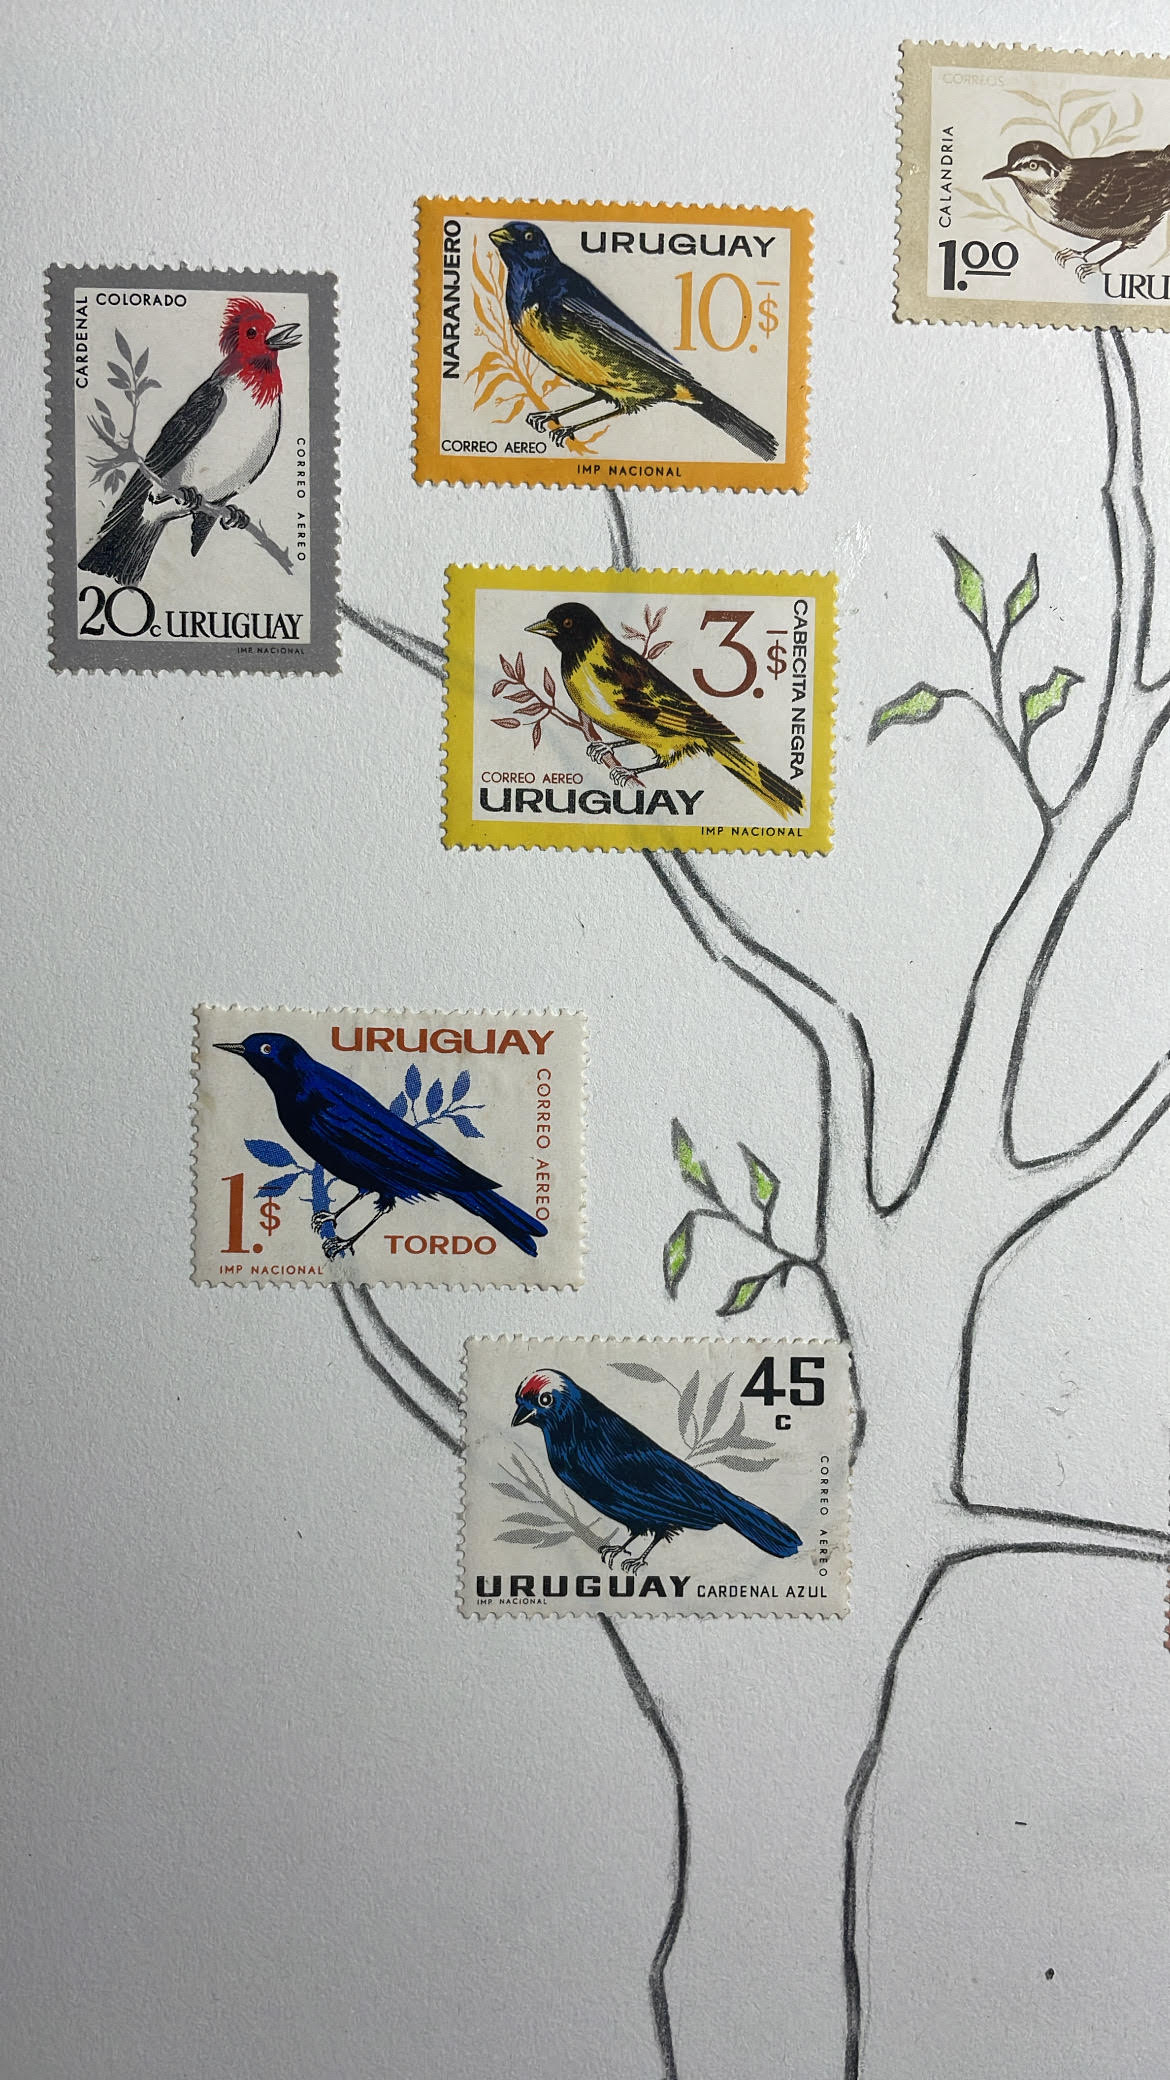 CORREOS
CALANDRIA
1.00
URU
NARANJERO
URUGUAY
10.$
CORREO AEREO
IMP NACIONAL
CARDENAL COLORADO
CORREO AEREO
20c URUGUAY
IMP. NACIONAL
3.$
CABECITA NEGRA
CORREO AEREO
URUGUAY
IMP NACIONAL
URUGUAY
CORREO AEREO
1.$
TORDO
IMP NACIONAL
45
c
CORREO AEREO
URUGUAY CARDENAL AZUL
IMP. NACIONAL